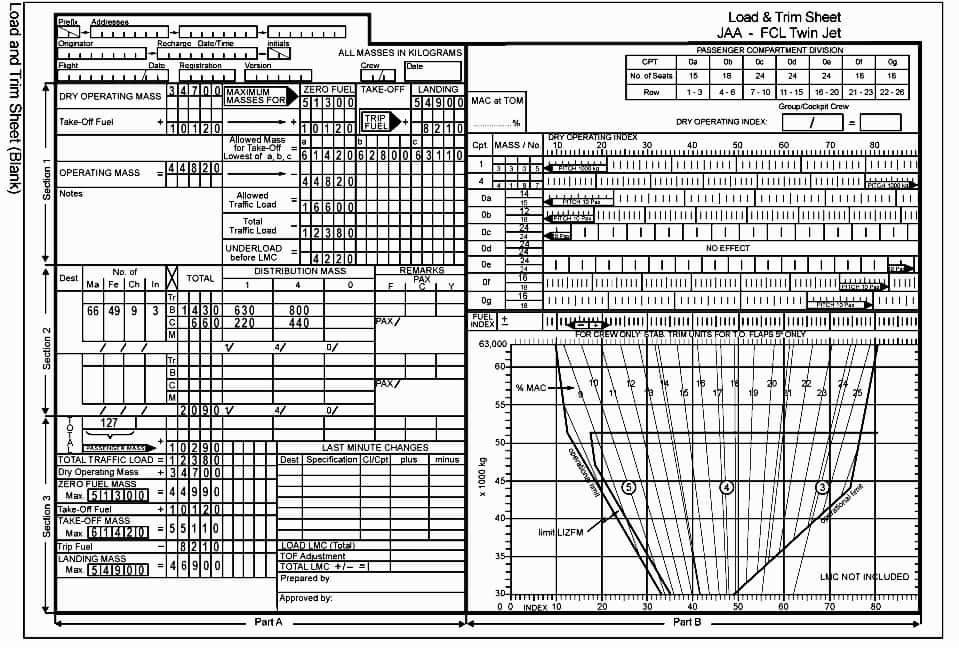 Load and Trim Sheet (Blank)
Load & Trim Sheet
JAA - FCL Twin Jet
Prefix Addresses
Originator Recharge Date/Time Initials
ALL MASSES IN KILOGRAMS
Flight Date Registration Version Crew Date
PASSENGER COMPARTMENT DIVISION
CPT 0a 0b 0c 0d 0e 0f 0g
No. of Seats 15 18 24 24 24 16 16
Row 1 - 3 4 - 6 7 - 10 11 - 15 16 - 20 21 - 23 22 - 26
Group/Cockpit Crew
DRY OPERATING INDEX: / =
MAC at TOM
%
Section 1
ZERO FUEL TAKE-OFF LANDING
DRY OPERATING MASS 34700 MAXIMUM MASSES FOR 51300 54900
Take-Off Fuel + 10120 + 10120 TRIP FUEL + 8210
Allowed Mass for Take-Off Lowest of a, b, c = a 61420 b 62800 c 63110
OPERATING MASS = 44820 - 44820
Notes:
Allowed Traffic Load = 16600
Total Traffic Load - 12380
UNDERLOAD before LMC = 4220
Section 2
Dest No. of TOTAL DISTRIBUTION MASS REMARKS
Ma Fe Ch In 1 4 0 PAX
F C Y
Tr
66 49 9 3 B 1430 630 800
C 660 220 440 PAX/
M
/ / / 1/ 4/ 0/
Tr
B
C PAX/
M
/ / / 2090 1/ 4/ 0/
Section 3
TOTA
127
PASSENGER MASS + 10290 LAST MINUTE CHANGES
TOTAL TRAFFIC LOAD = 12380 Dest Specification Cl/Cpt plus minus
Dry Operating Mass + 34700
ZERO FUEL MASS
Max. 51300 = 44990
Take-Off Fuel + 10120
TAKE-OFF MASS
Max. 61420 = 55110
Trip Fuel - 8210 LOAD LMC (Total)
TOF Adjustment
LANDING MASS
Max. 54900 = 46900 TOTAL LMC +/- =
Prepared by:
Approved by:
Part A
Cpt. MASS / No. DRY OPERATING INDEX
10 20 30 40 50 60 70 80
1 3 3 0 5 PITCH 1000 kg
4 4 1 8 7 PITCH 1000 kg
0a 14 15 PITCH 10 Pax
0b 12 18 PITCH 10 Pax
0c 24 24
0d 24 24 NO EFFECT
0e 24 24
0f 16 16 PITCH 10 Pax
0g 16 18 PITCH 10 Pax
FUEL INDEX + - - +
FOR CREW ONLY: STAB. TRIM UNITS FOR T.O. FLAPS 5° ONLY
63,000
60
55
50
45
40
35
30
x 1000 kg
% MAC
9 10 11 12 13 14 15 16 17 18 19 20 21 22 23 24 25
operational limit
5 4 3
operational limit
limit LIZFM
LMC NOT INCLUDED
0 0 INDEX 10 20 30 40 50 60 70 80
Part B